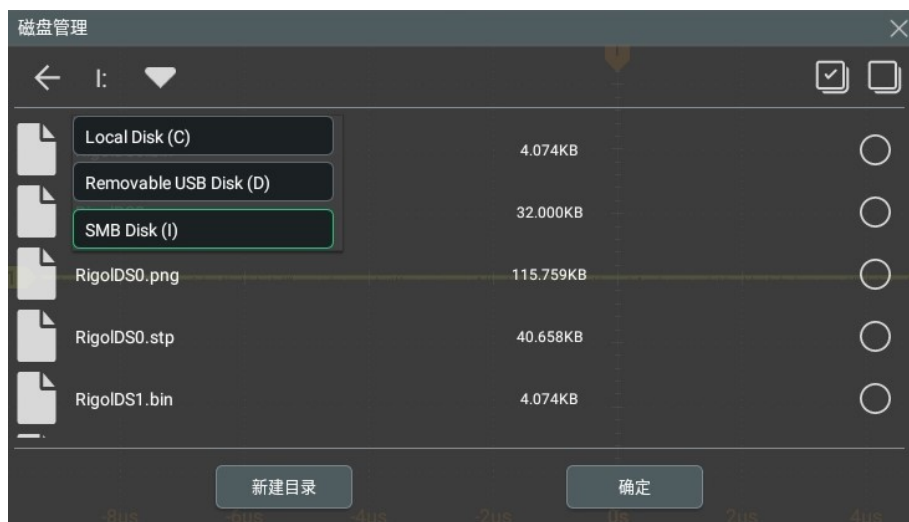 磁盘管理
I:
Local Disk (C)
4.074KB
Removable USB Disk (D)
32.000KB
SMB Disk (I)
RigolDS0.png
115.759KB
RigolDS0.stp
40.658KB
RigolDS1.bin
4.074KB
新建目录
确定
-8us
-6us
-4us
-2us
0s
2us
4us